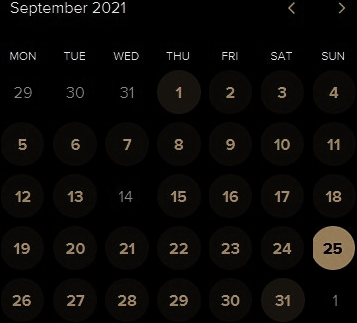 September 2021
MON TUE WED THU FRI SAT SUN
29 30 31 1 2 3 4
5 6 7 8 9 10 11
12 13 14 15 16 17 18
19 20 21 22 23 24 25
26 27 28 29 30 31 1